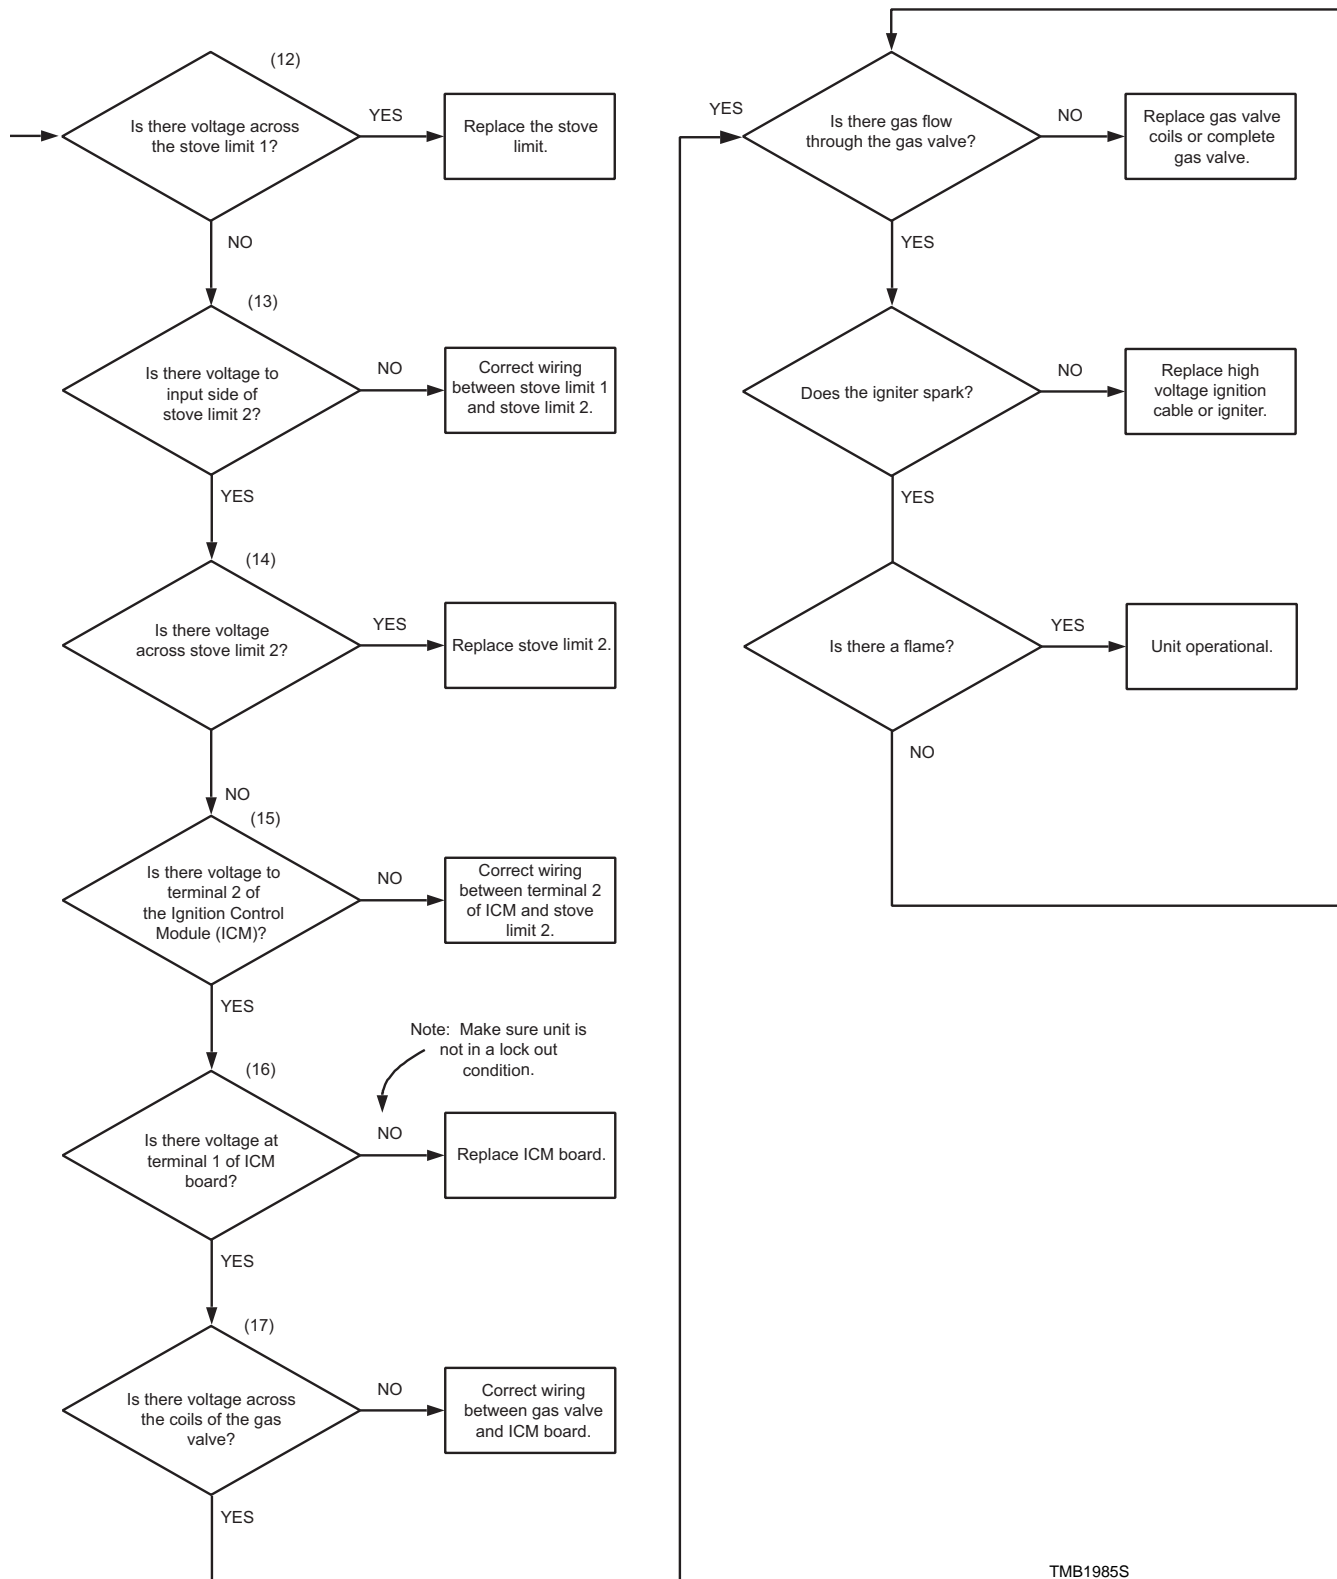 (12)
Is there voltage across
the stove limit 1?
YES
Replace the stove
limit.
NO
(13)
Is there voltage to
input side of
stove limit 2?
NO
Correct wiring
between stove limit 1
and stove limit 2.
YES
(14)
Is there voltage
across stove limit 2?
YES
Replace stove limit 2.
NO
(15)
Is there voltage to
terminal 2 of
the Ignition Control
Module (ICM)?
NO
Correct wiring
between terminal 2
of ICM and stove
limit 2.
YES
Note: Make sure unit is
not in a lock out
condition.
(16)
Is there voltage at
terminal 1 of ICM
board?
NO
Replace ICM board.
YES
(17)
Is there voltage across
the coils of the gas
valve?
NO
Correct wiring
between gas valve
and ICM board.
YES
YES
Is there gas flow
through the gas valve?
NO
Replace gas valve
coils or complete
gas valve.
YES
Does the igniter spark?
NO
Replace high
voltage ignition
cable or igniter.
YES
Is there a flame?
YES
Unit operational.
NO
TMB1985S